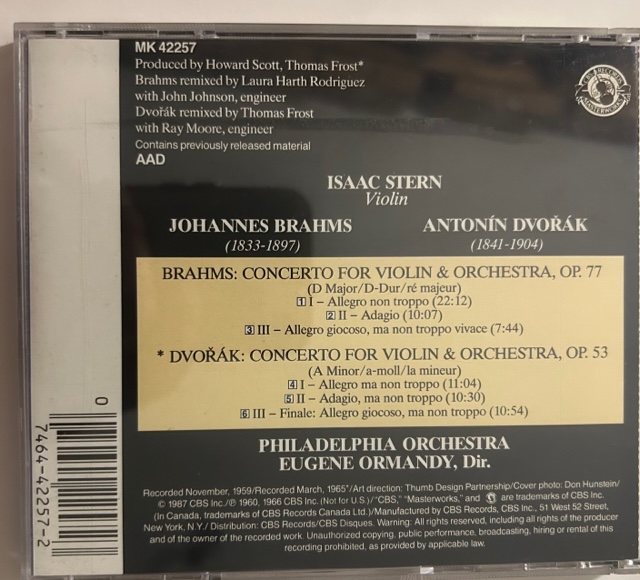 MK 42257
Produced by Howard Scott, Thomas Frost*
Brahms remixed by Laura Harth Rodriguez
with John Johnson, engineer
Dvořák remixed by Thomas Frost
with Ray Moore, engineer
Contains previously released material
AAD
CBS RECORDS
MASTERWORKS
ISAAC STERN
Violin
JOHANNES BRAHMS
(1833-1897)
ANTONÍN DVOŘÁK
(1841-1904)
BRAHMS: CONCERTO FOR VIOLIN & ORCHESTRA, OP. 77
(D Major/D-Dur/ré majeur)
1 I – Allegro non troppo (22:12)
2 II – Adagio (10:07)
3 III – Allegro giocoso, ma non troppo vivace (7:44)
* DVOŘÁK: CONCERTO FOR VIOLIN & ORCHESTRA, OP. 53
(A Minor/a-moll/la mineur)
4 I – Allegro ma non troppo (11:04)
5 II – Adagio, ma non troppo (10:30)
6 III – Finale: Allegro giocoso, ma non troppo (10:54)
PHILADELPHIA ORCHESTRA
EUGENE ORMANDY, Dir.
Recorded November, 1959/Recorded March, 1965*/Art direction: Thumb Design Partnership/Cover photo: Don Hunstein/
© 1987 CBS Inc./℗ 1960, 1966 CBS Inc. (Not for U.S.)/"CBS," "Masterworks," and are trademarks of CBS Inc.
(In Canada, trademarks of CBS Records Canada Ltd.)/Manufactured by CBS Records, CBS Inc., 51 West 52 Street,
New York, N.Y./ Distribution: CBS Records/CBS Disques. Warning: All rights reserved, including all rights of the producer
and of the owner of the recorded work. Unauthorized copying, public performance, broadcasting, hiring or rental of this
recording prohibited, as provided by applicable law.
0
7464-42257-2